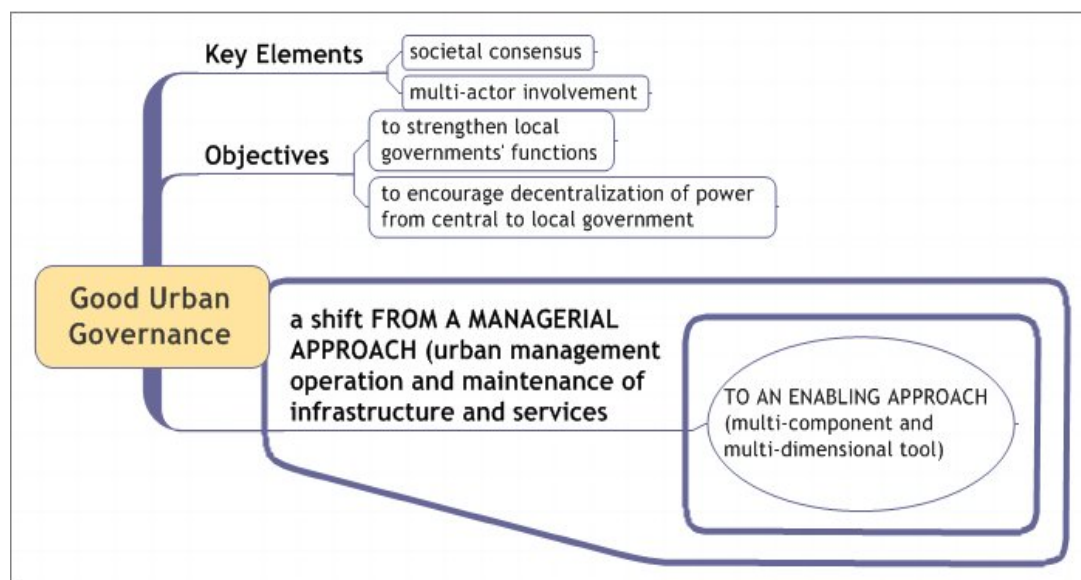 Key Elements
societal consensus
multi-actor involvement
Objectives
to strengthen local
governments' functions
to encourage decentralization of power
from central to local government
Good Urban
Governance
a shift FROM A MANAGERIAL
APPROACH (urban management
operation and maintenance of
infrastructure and services
TO AN ENABLING APPROACH
(multi-component and
multi-dimensional tool)